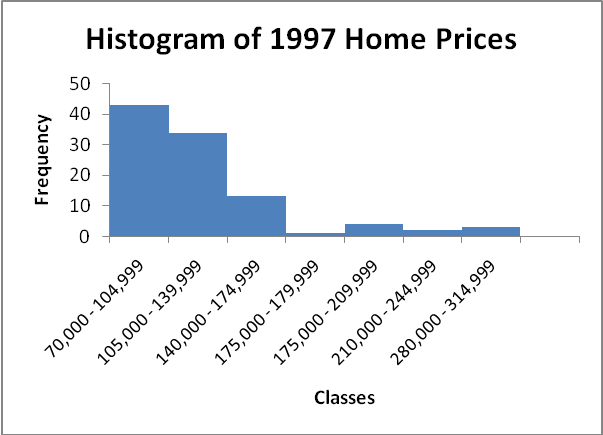 Histogram of 1997 Home Prices
Frequency
50
40
30
20
10
0
70,000 - 104,999
105,000 - 139,999
140,000 - 174,999
175,000 - 179,999
175,000 - 209,999
210,000 - 244,999
280,000 - 314,999
Classes